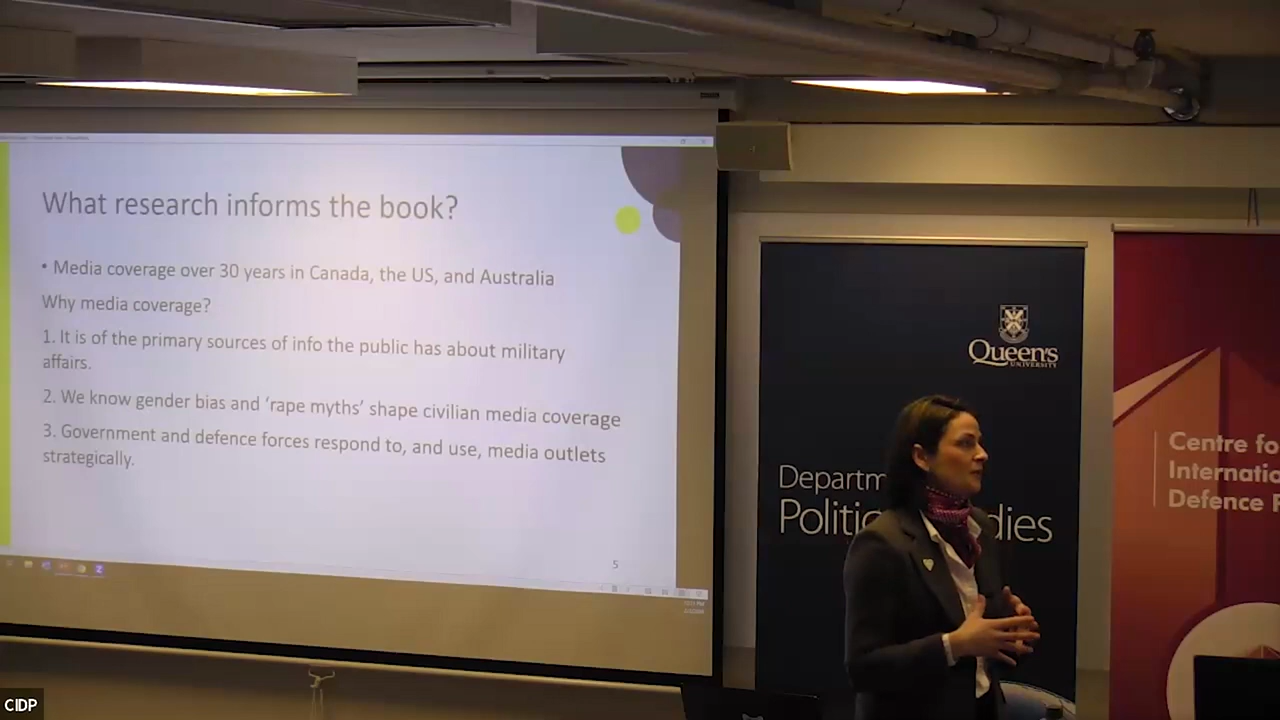 What research informs the book?
• Media coverage over 30 years in Canada, the US, and Australia
Why media coverage?
1. It is of the primary sources of info the public has about military
affairs.
2. We know gender bias and ‘rape myths’ shape civilian media coverage
3. Government and defence forces respond to, and use, media outlets
strategically.
5
Queen's
UNIVERSITY
Departm
Politic dies
Centre fo
Internatio
Defence P
CIDP